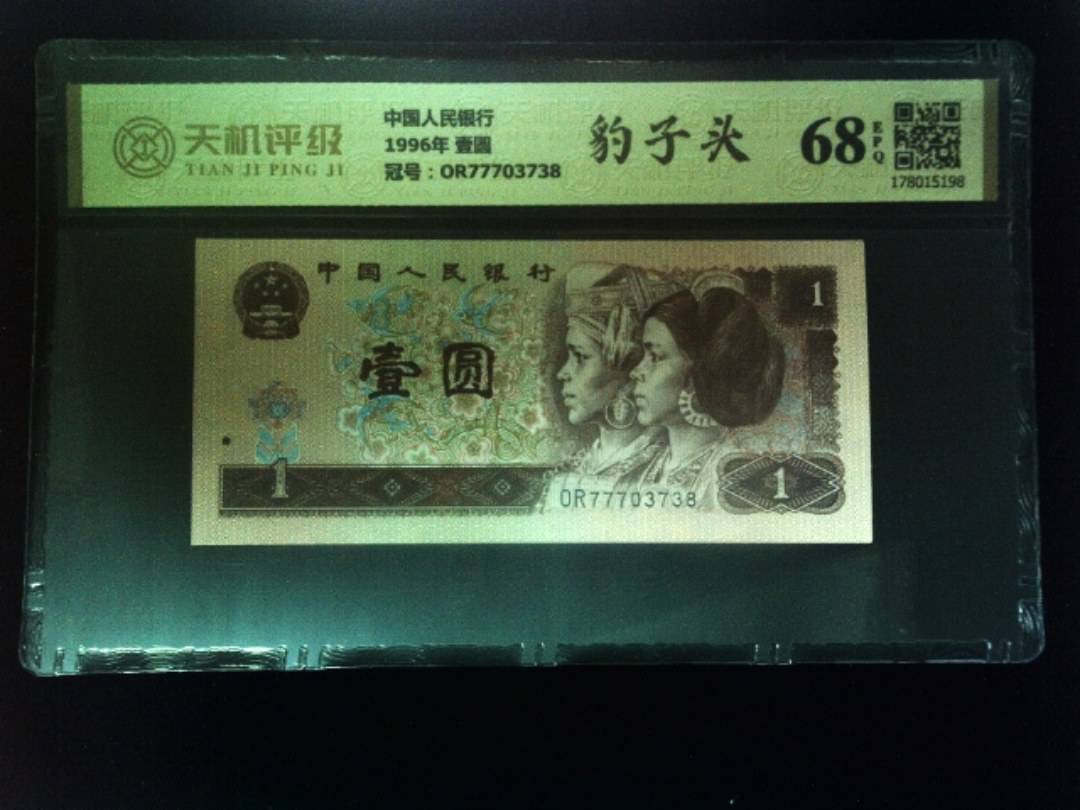 天机评级
TIAN JI PING JI
中国人民银行
1996年 壹圆
冠号：OR77703738
豹子头
68
EPQ
178015198
中国人民银行
1
壹圆
1
OR77703738
1